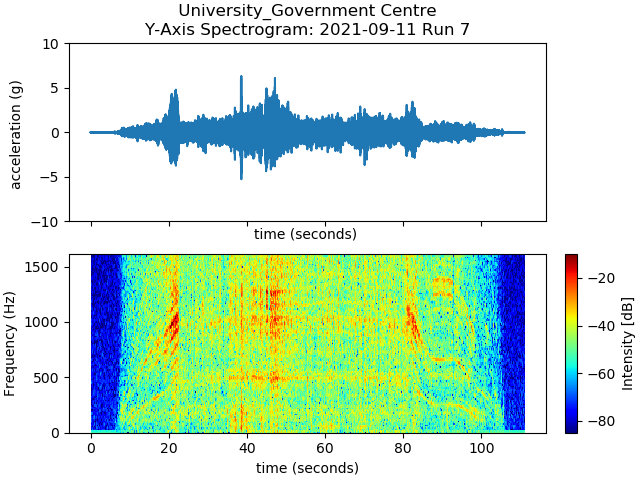 University_Government Centre
Y-Axis Spectrogram: 2021-09-11 Run 7
10
5
0
−5
−10
acceleration (g)
time (seconds)
1500
1000
500
0
Frequency (Hz)
0 20 40 60 80 100
time (seconds)
−20
−40
−60
−80
Intensity [dB]